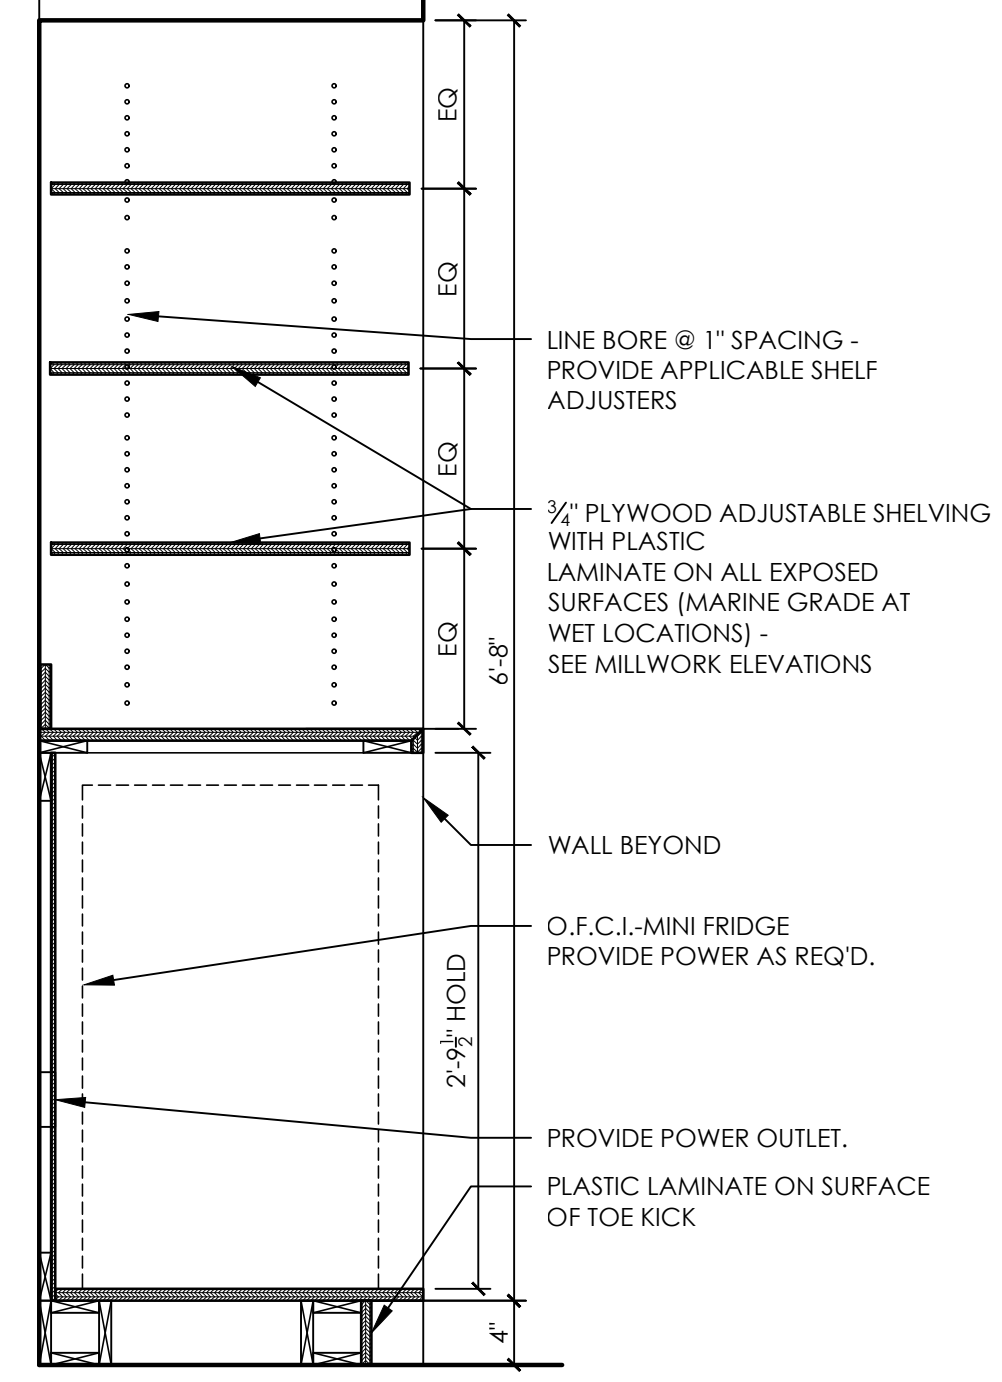 EQ
EQ
LINE BORE @ 1" SPACING -
PROVIDE APPLICABLE SHELF
ADJUSTERS
EQ
¾" PLYWOOD ADJUSTABLE SHELVING
WITH PLASTIC
LAMINATE ON ALL EXPOSED
SURFACES (MARINE GRADE AT
WET LOCATIONS) -
SEE MILLWORK ELEVATIONS
EQ
6'-8"
WALL BEYOND
O.F.C.I.-MINI FRIDGE
PROVIDE POWER AS REQ'D.
2'-9½" HOLD
PROVIDE POWER OUTLET.
PLASTIC LAMINATE ON SURFACE
OF TOE KICK
4"